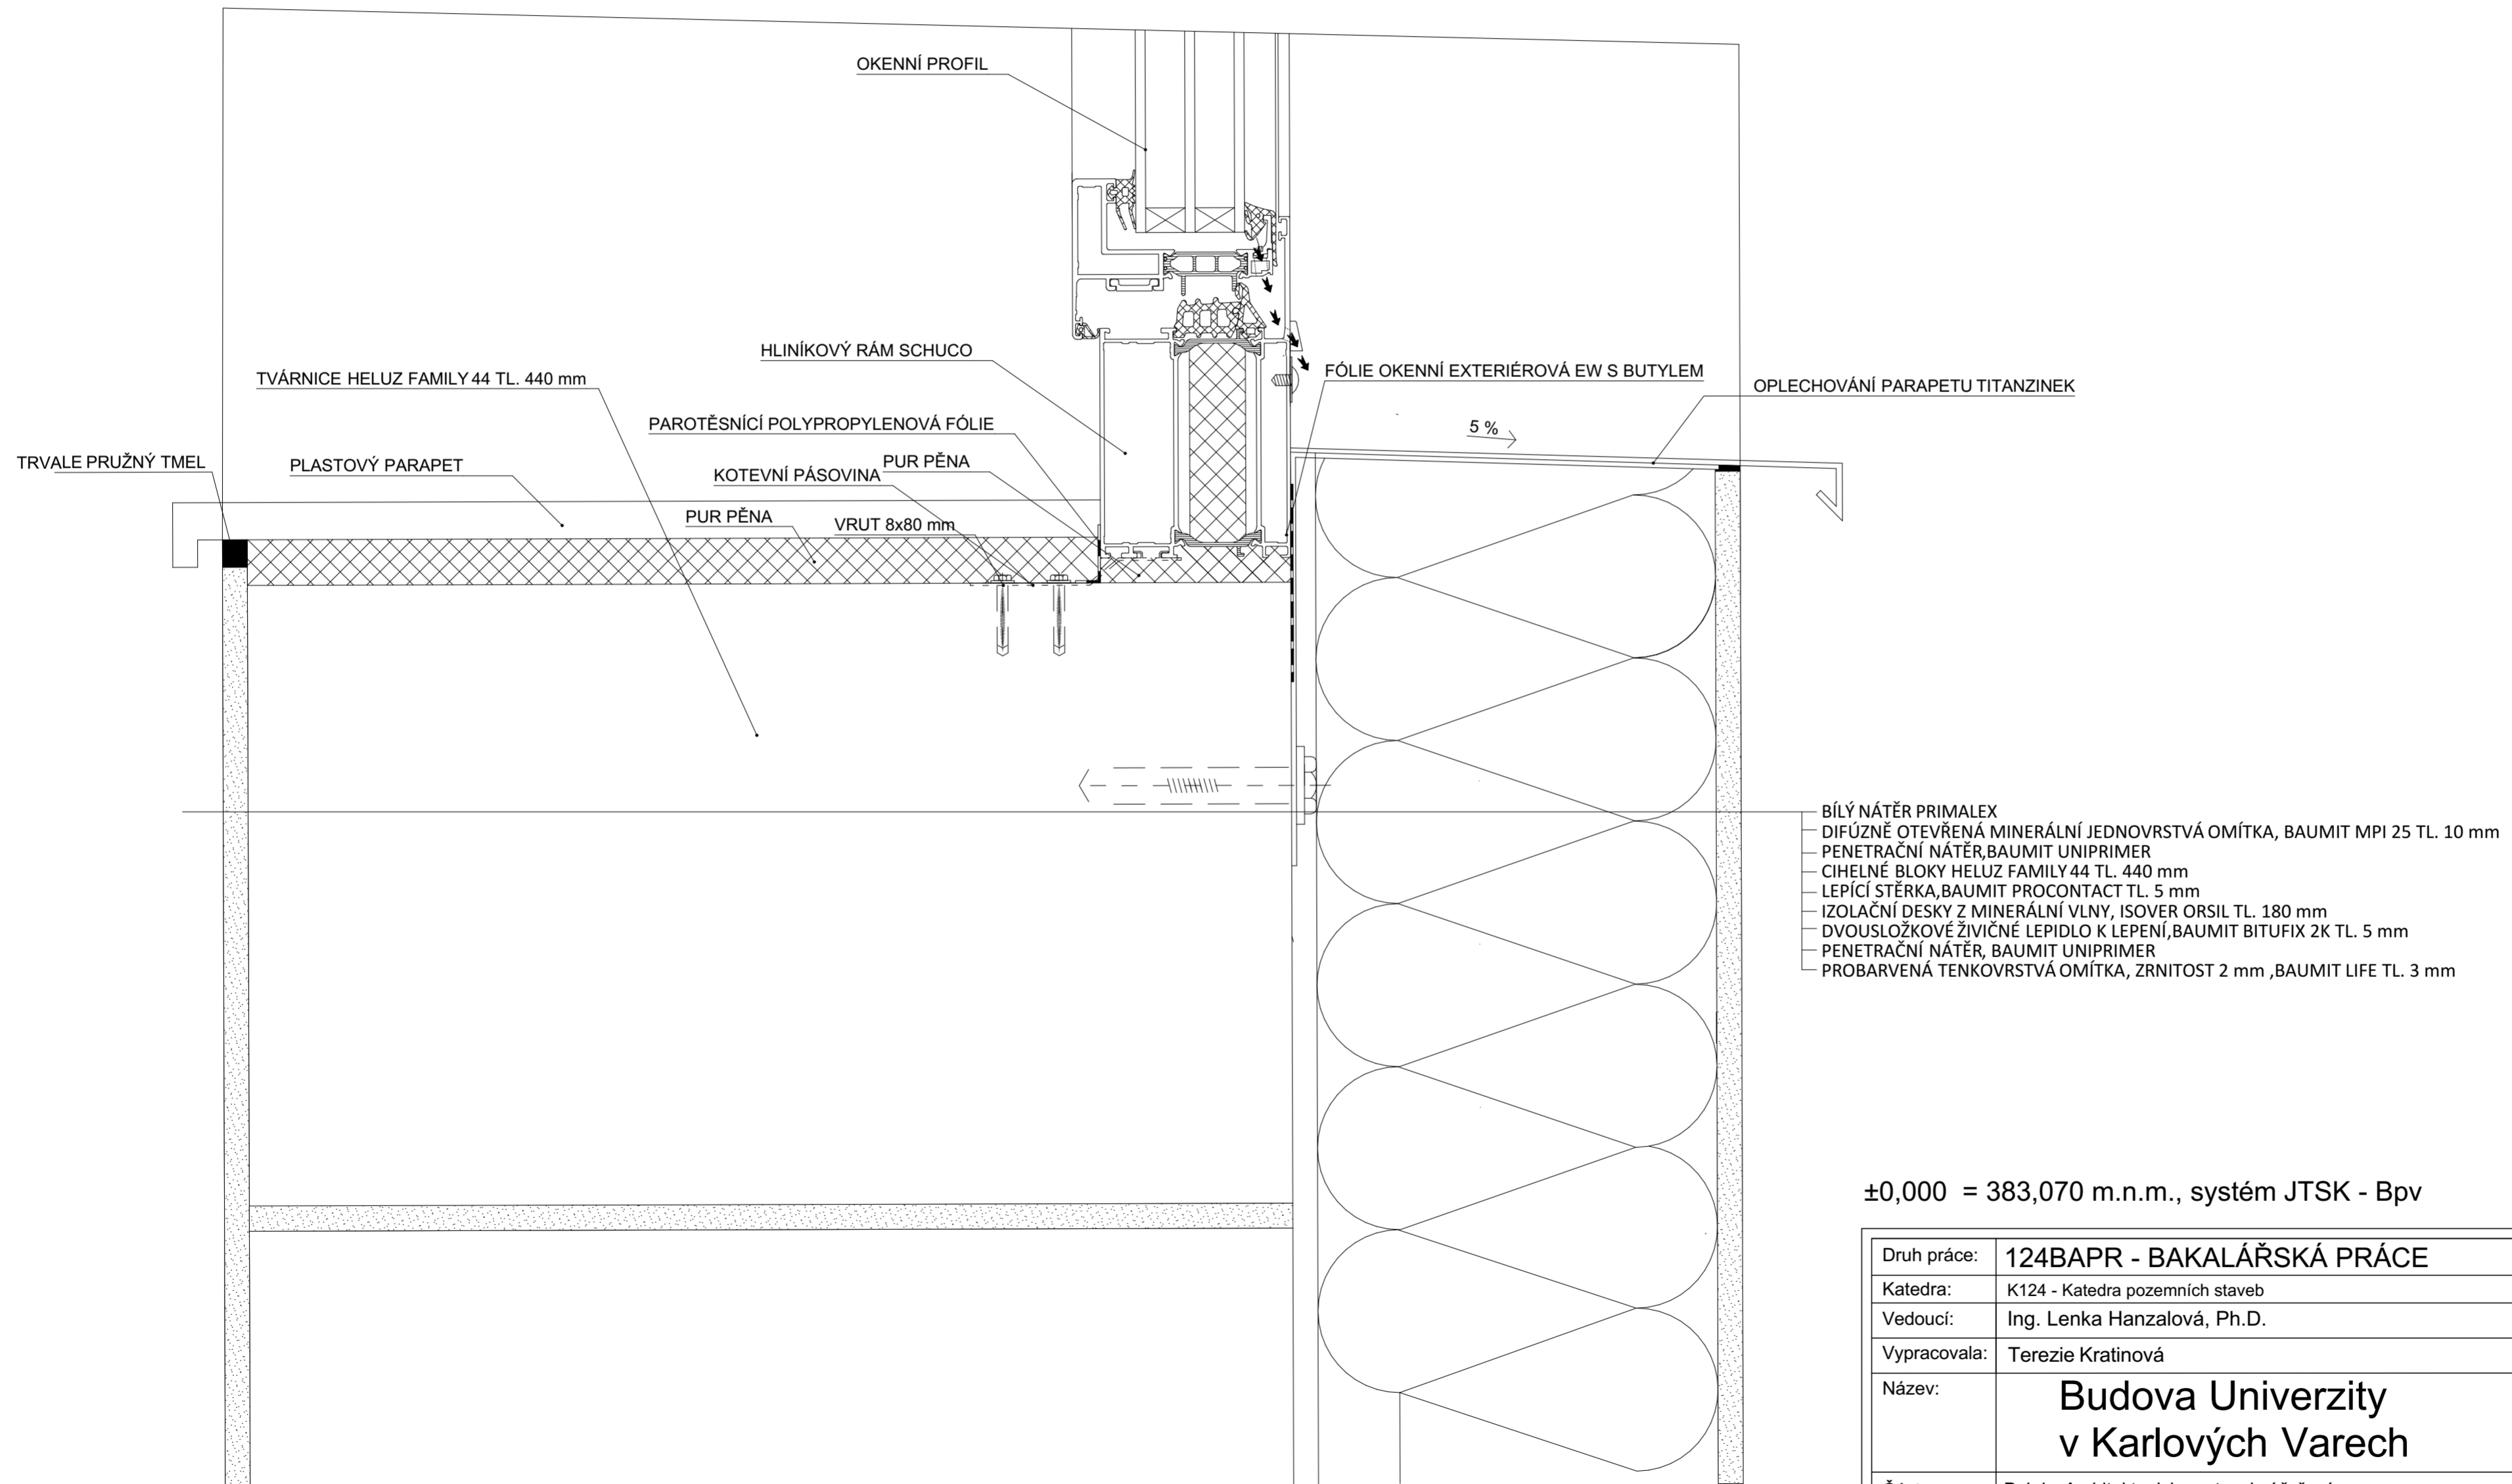 OKENNÍ PROFIL
HLINÍKOVÝ RÁM SCHUCO
TVÁRNICE HELUZ FAMILY 44 TL. 440 mm
FÓLIE OKENNÍ EXTERIÉROVÁ EW S BUTYLEM
OPLECHOVÁNÍ PARAPETU TITANZINEK
PAROTĚSNÍCÍ POLYPROPYLENOVÁ FÓLIE
5 %
TRVALE PRUŽNÝ TMEL
PLASTOVÝ PARAPET
PUR PĚNA
KOTEVNÍ PÁSOVINA
PUR PĚNA
VRUT 8x80 mm
BÍLÝ NÁTĚR PRIMALEX
DIFÚZNĚ OTEVŘENÁ MINERÁLNÍ JEDNOVRSTVÁ OMÍTKA, BAUMIT MPI 25 TL. 10 mm
PENETRAČNÍ NÁTĚR,BAUMIT UNIPRIMER
CIHELNÉ BLOKY HELUZ FAMILY 44 TL. 440 mm
LEPÍCÍ STĚRKA,BAUMIT PROCONTACT TL. 5 mm
IZOLAČNÍ DESKY Z MINERÁLNÍ VLNY, ISOVER ORSIL TL. 180 mm
DVOUSLOŽKOVÉ ŽIVIČNÉ LEPIDLO K LEPENÍ,BAUMIT BITUFIX 2K TL. 5 mm
PENETRAČNÍ NÁTĚR, BAUMIT UNIPRIMER
PROBARVENÁ TENKOVRSTVÁ OMÍTKA, ZRNITOST 2 mm ,BAUMIT LIFE TL. 3 mm
±0,000 = 383,070 m.n.m., systém JTSK - Bpv
Druh práce: 124BAPR - BAKALÁŘSKÁ PRÁCE
Katedra: K124 - Katedra pozemních staveb
Vedoucí: Ing. Lenka Hanzalová, Ph.D.
Vypracovala: Terezie Kratinová
Název: Budova Univerzity
v Karlových Varech